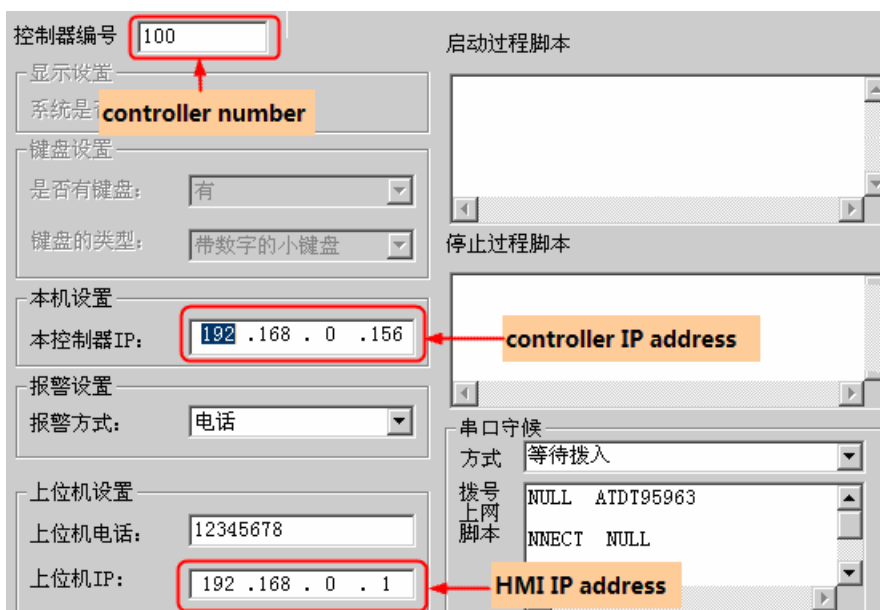 控制器编号 100
显示设置
系统是
controller number
键盘设置
是否有键盘: 有
键盘的类型: 带数字的小键盘
本机设置
本控制器IP: 192 .168 . 0 .156
controller IP address
报警设置
报警方式: 电话
上位机设置
上位机电话: 12345678
上位机IP: 192 .168 . 0 . 1
HMI IP address
启动过程脚本
停止过程脚本
串口守候
方式 等待拨入
拨号上网脚本
NULL ATDT95963
NNECT NULL